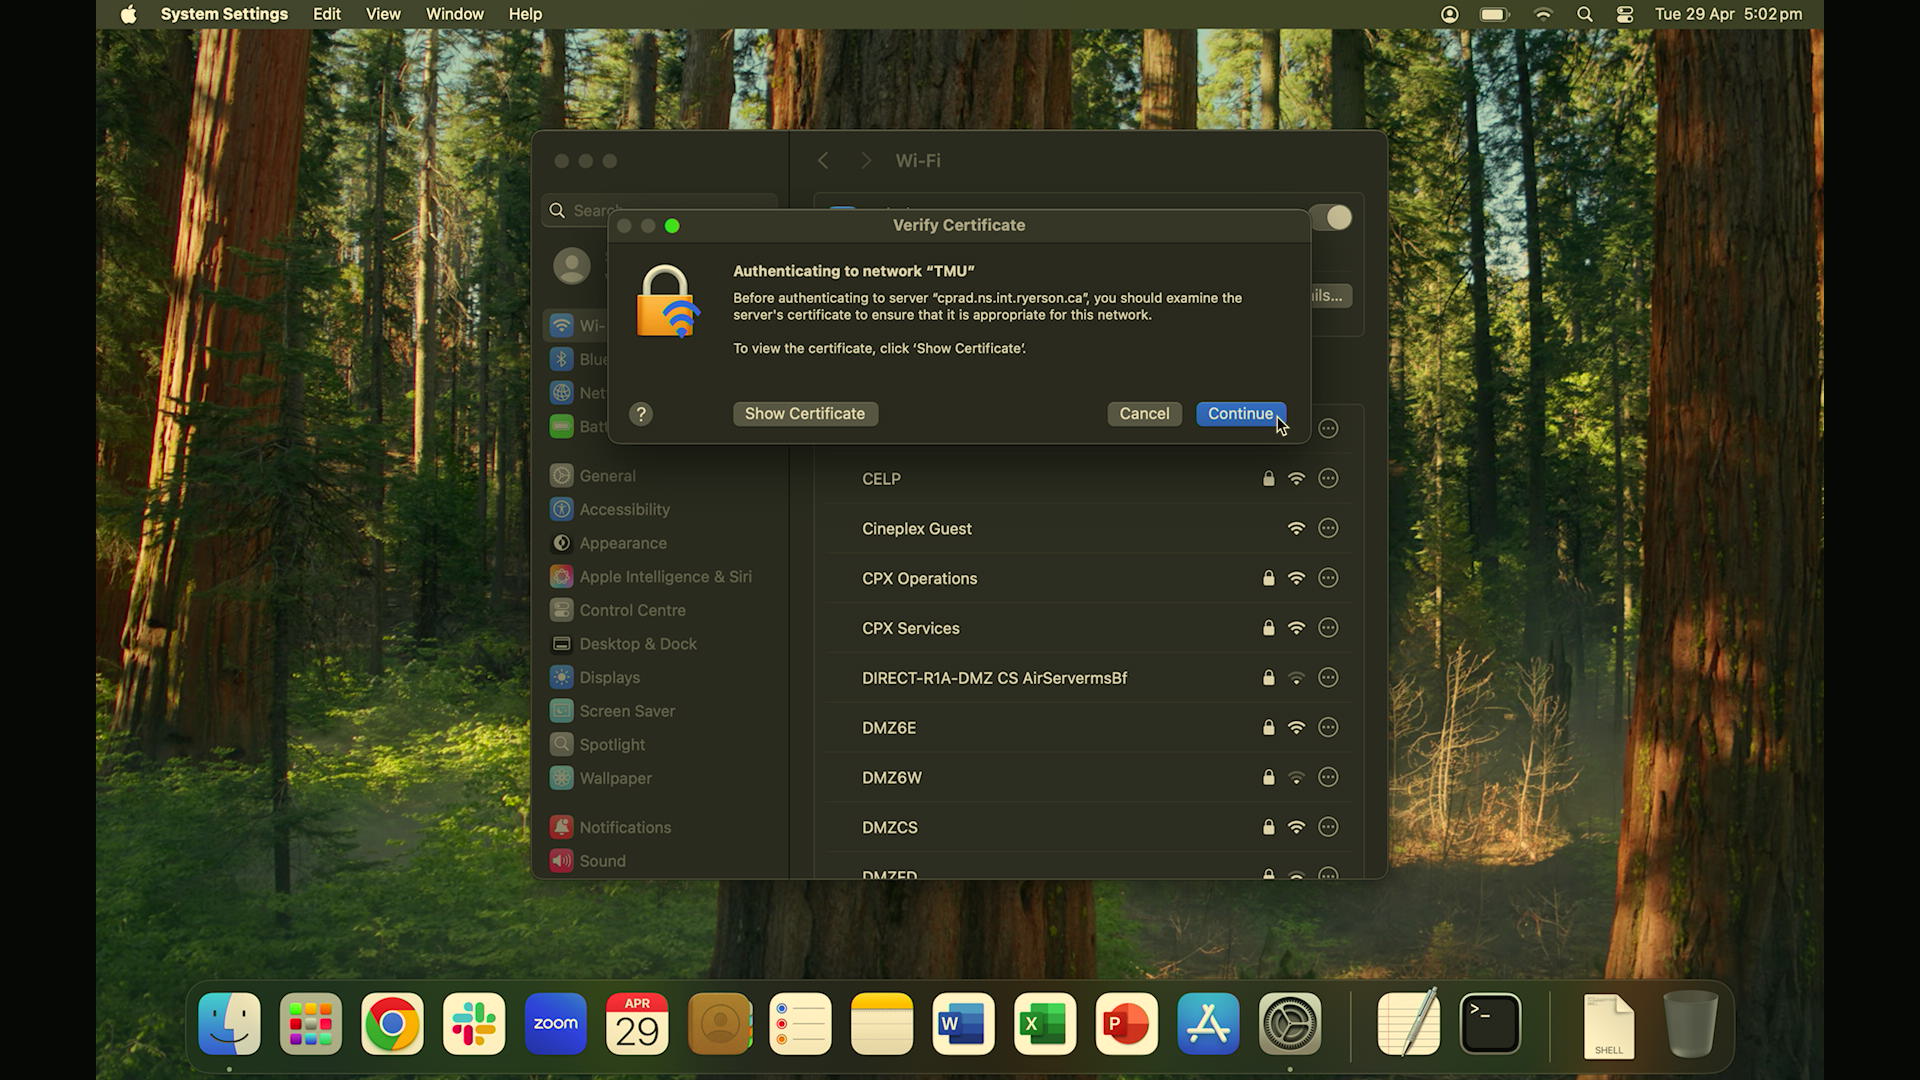 System Settings Edit View Window Help Tue 29 Apr 5:02 pm
Wi-Fi
Search
Verify Certificate
Authenticating to network “TMU”
Before authenticating to server “cprad.ns.int.ryerson.ca”, you should examine the
server's certificate to ensure that it is appropriate for this network.
To view the certificate, click ‘Show Certificate’.
? Show Certificate Cancel Continue
ils...
Wi-
Blue
Net
Batt
General
Accessibility
Appearance
Apple Intelligence & Siri
Control Centre
Desktop & Dock
Displays
Screen Saver
Spotlight
Wallpaper
Notifications
Sound
CELP
Cineplex Guest
CPX Operations
CPX Services
DIRECT-R1A-DMZ CS AirServermsBf
DMZ6E
DMZ6W
DMZCS
DMZED
zoom
APR
29
W
X
P
>_
SHELL